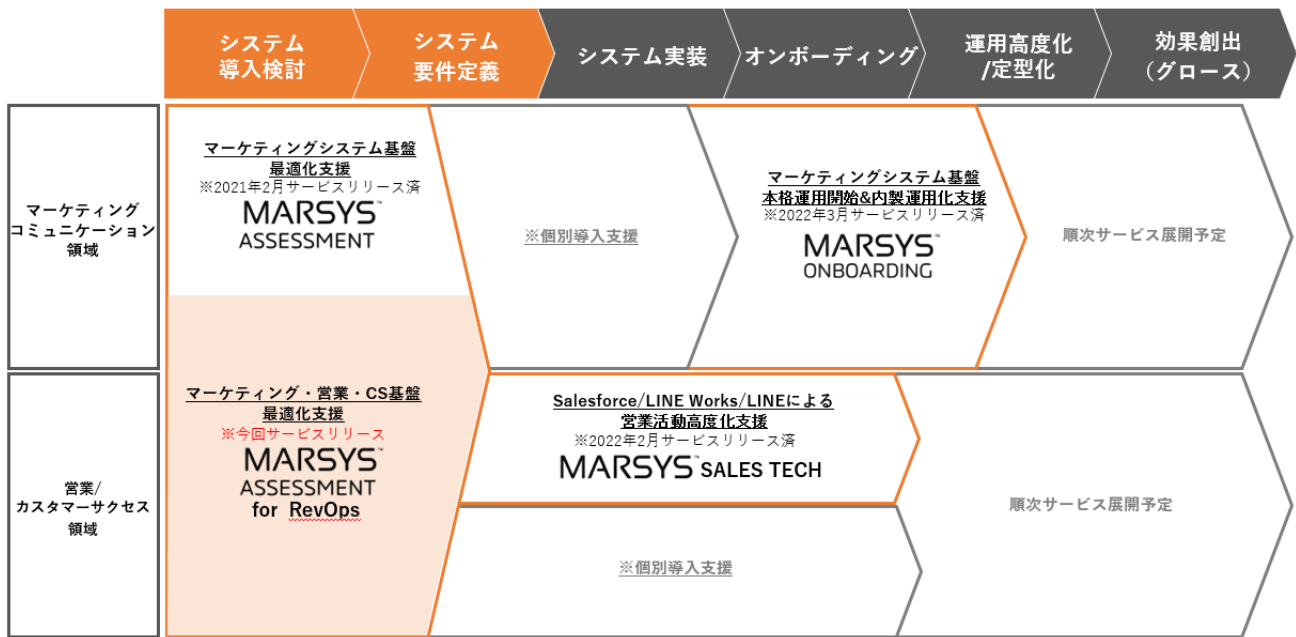 システム
導入検討
システム
要件定義
システム実装
オンボーディング
運用高度化
/定型化
効果創出
（グロース）
マーケティング
コミュニケーション
領域
マーケティングシステム基盤
最適化支援
※2021年2月サービスリリース済
MARSYS™
ASSESSMENT
※個別導入支援
マーケティングシステム基盤
本格運用開始&内製運用化支援
※2022年3月サービスリリース済
MARSYS™
ONBOARDING
順次サービス展開予定
営業/
カスタマーサクセス
領域
マーケティング・営業・CS基盤
最適化支援
※今回サービスリリース
MARSYS™
ASSESSMENT
for RevOps
Salesforce/LINE Works/LINEによる
営業活動高度化支援
※2022年2月サービスリリース済
MARSYS™ SALES TECH
※個別導入支援
順次サービス展開予定